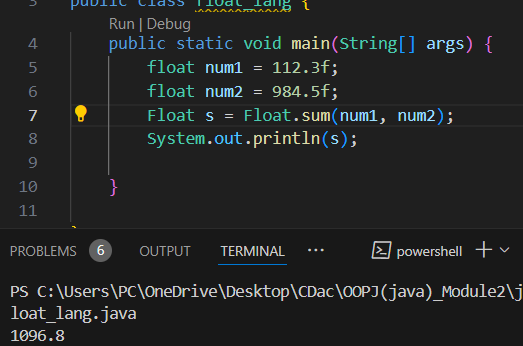 3 public class float_lang {
Run | Debug
4 public static void main(String[] args) {
5 float num1 = 112.3f;
6 float num2 = 984.5f;
7 Float s = Float.sum(num1, num2);
8 System.out.println(s);
9
10 }
11
PROBLEMS 6 OUTPUT TERMINAL ... powershell
PS C:\Users\PC\OneDrive\Desktop\CDac\OOPJ(java)_Module2\j
loat_lang.java
1096.8